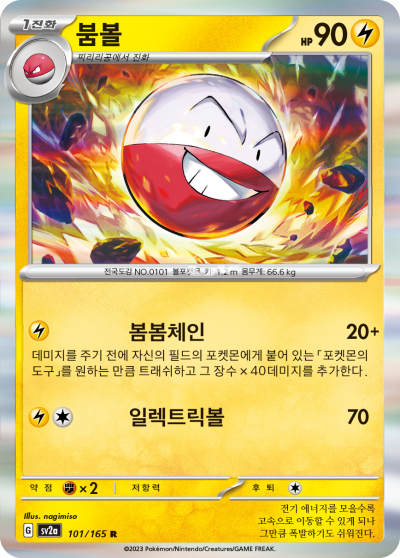 1진화
붐볼
HP 90
찌리리공에서 진화
전국도감 NO.0101 볼포켓몬 키: 1.2 m 몸무게: 66.6 kg
봄봄체인 20+
데미지를 주기 전에 자신의 필드의 포켓몬에게 붙어 있는 「포켓몬의
도구」를 원하는 만큼 트래쉬하고 그 장수×40데미지를 추가한다.
일렉트릭볼 70
약점 ×2 저항력 후퇴
Illus. nagimiso
G sv2a 101/165 R
전기 에너지를 모을수록
고속으로 이동할 수 있게 되나
그만큼 폭발하기도 쉬워진다.
©2023 Pokémon/Nintendo/Creatures/GAME FREAK.